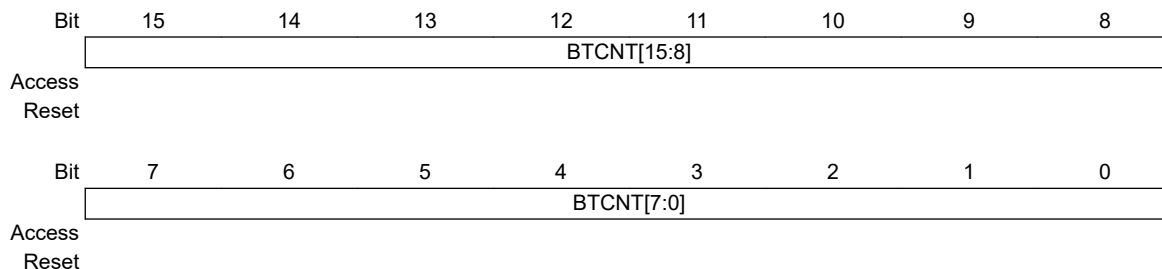 Bit 15 14 13 12 11 10 9 8
BTCNT[15:8]
Access
Reset
Bit 7 6 5 4 3 2 1 0
BTCNT[7:0]
Access
Reset